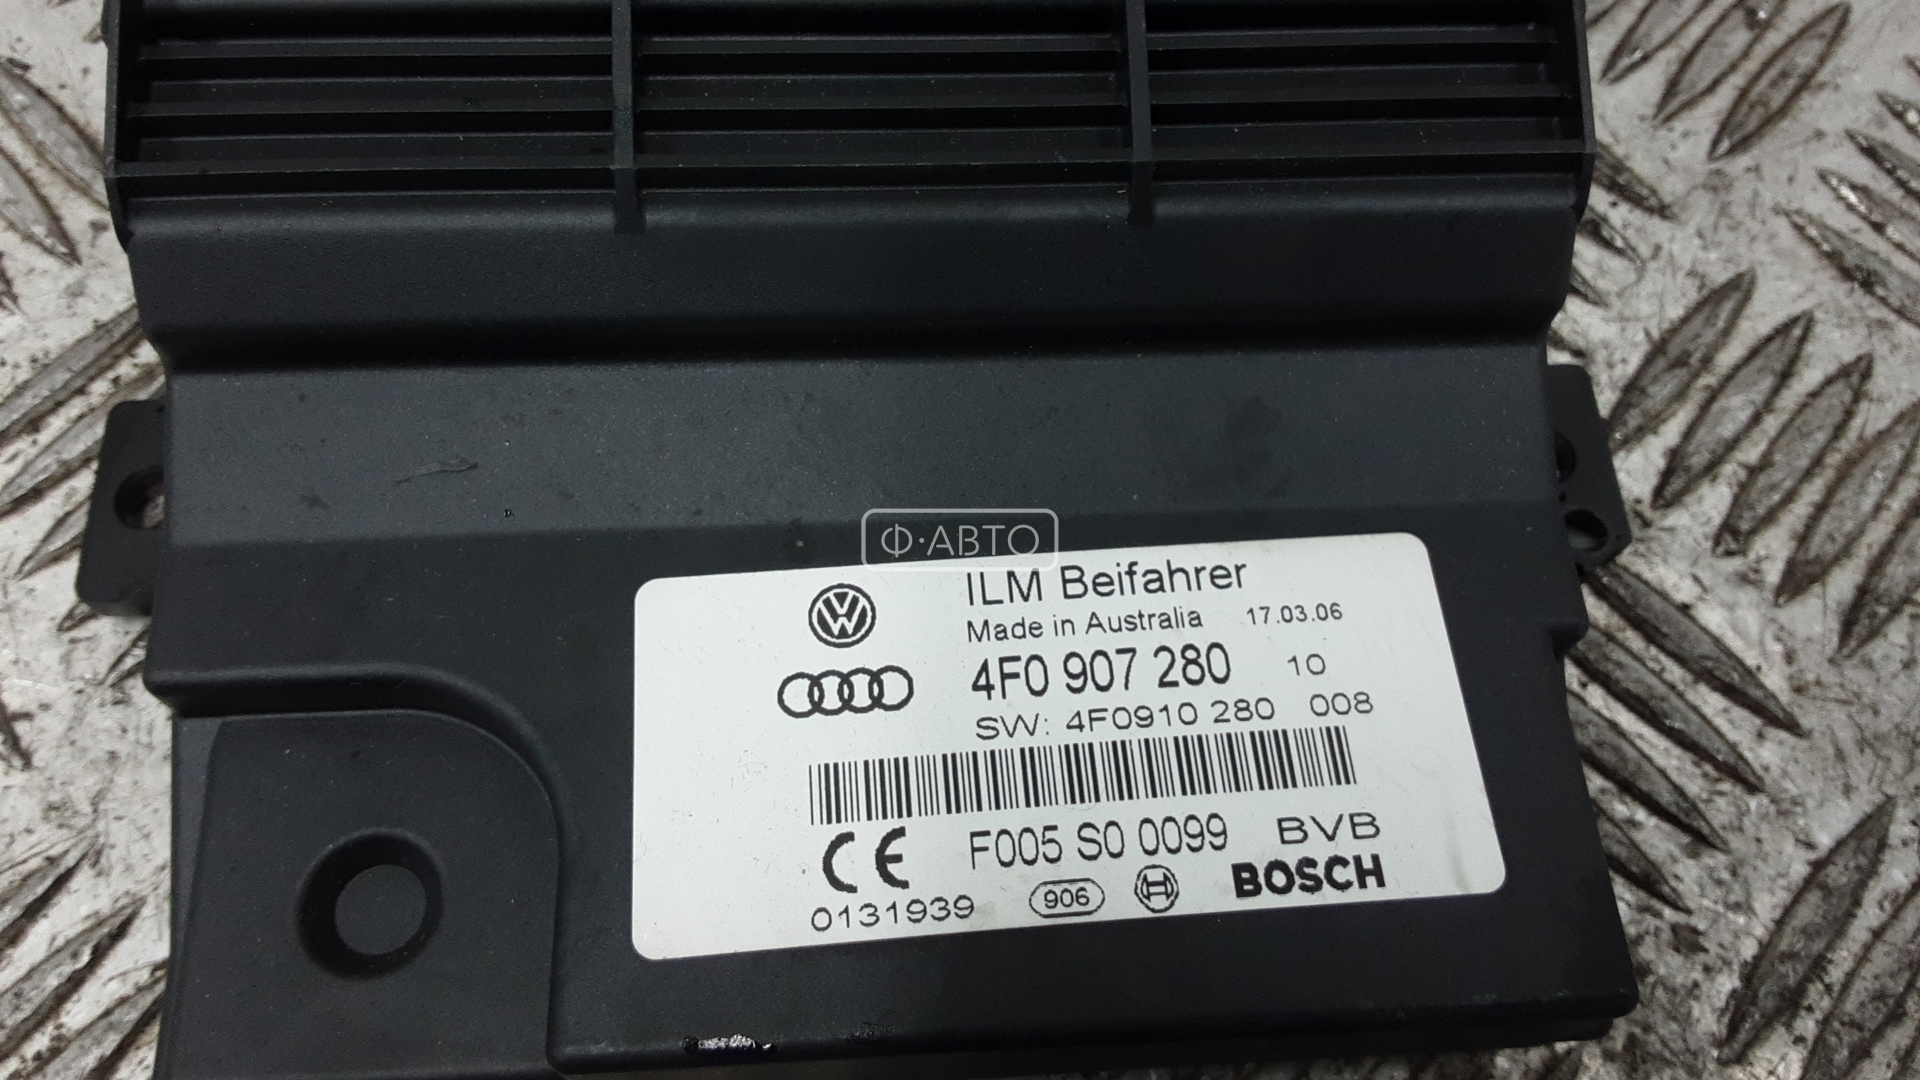 Ф·АВТО
ILM Beifahrer
Made in Australia 17.03.06
4F0 907 280 10
SW: 4F0910 280 008
CE F005 S0 0099 BVB
0131939 906 BOSCH